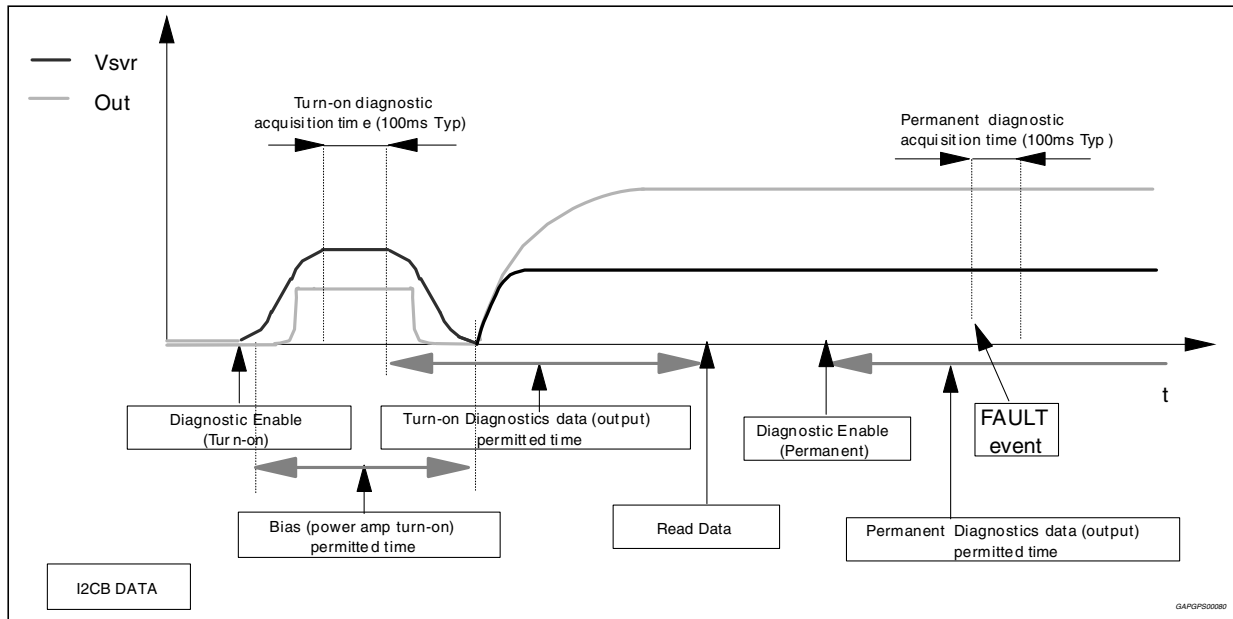 Vsvr
Out
Turn-on diagnostic
acquisition time (100ms Typ)
Permanent diagnostic
acquisition time (100ms Typ)
t
Diagnostic Enable
(Turn-on)
Turn-on Diagnostics data (output)
permitted time
Diagnostic Enable
(Permanent)
FAULT
event
Bias (power amp turn-on)
permitted time
Read Data
Permanent Diagnostics data (output)
permitted time
I2CB DATA
GAPGPS00080